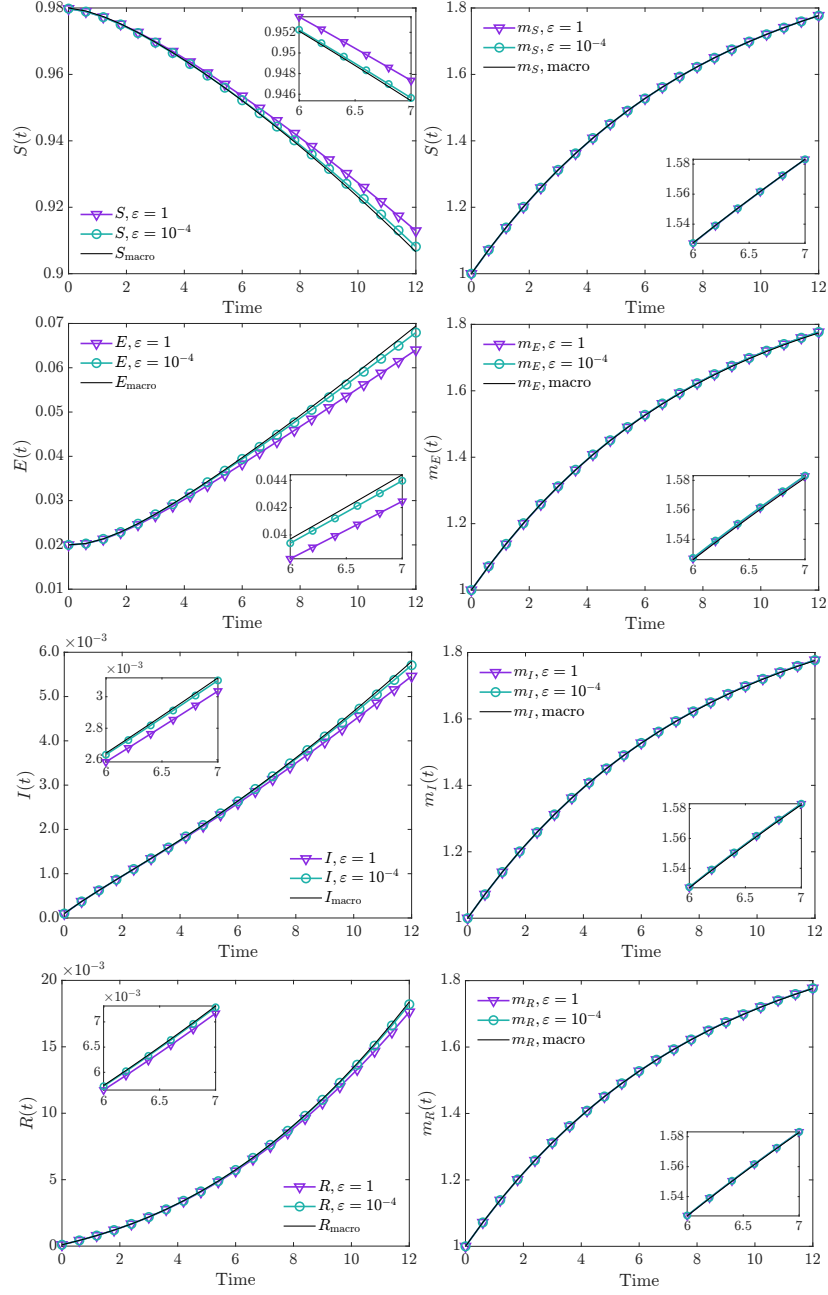 0.98
0.96
0.94
0.92
0.9
S(t)
0 2 4 6 8 10 12
Time
S, ε = 1
S, ε = 10⁻⁴
S_macro
0.952
0.95
0.948
0.946
6 6.5 7
1.8
1.6
1.4
1.2
1
S(t)
0 2 4 6 8 10 12
Time
m_S, ε = 1
m_S, ε = 10⁻⁴
m_S, macro
1.58
1.56
1.54
6 6.5 7
0.07
0.06
0.05
0.04
0.03
0.02
0.01
E(t)
0 2 4 6 8 10 12
Time
E, ε = 1
E, ε = 10⁻⁴
E_macro
0.044
0.042
0.04
6 6.5 7
1.8
1.6
1.4
1.2
1
m_E(t)
0 2 4 6 8 10 12
Time
m_E, ε = 1
m_E, ε = 10⁻⁴
m_E, macro
1.58
1.56
1.54
6 6.5 7
×10⁻³
6.0
5.0
4.0
3.0
2.0
1.0
0.0
I(t)
0 2 4 6 8 10 12
Time
×10⁻³
3
2.8
2.6
6 6.5 7
I, ε = 1
I, ε = 10⁻⁴
I_macro
1.8
1.6
1.4
1.2
1
m_I(t)
0 2 4 6 8 10 12
Time
m_I, ε = 1
m_I, ε = 10⁻⁴
m_I, macro
1.58
1.56
1.54
6 6.5 7
×10⁻³
20
15
10
5
0
R(t)
0 2 4 6 8 10 12
Time
×10⁻³
7
6.5
6
6 6.5 7
R, ε = 1
R, ε = 10⁻⁴
R_macro
1.8
1.6
1.4
1.2
1
m_R(t)
0 2 4 6 8 10 12
Time
m_R, ε = 1
m_R, ε = 10⁻⁴
m_R, macro
1.58
1.56
1.54
6 6.5 7